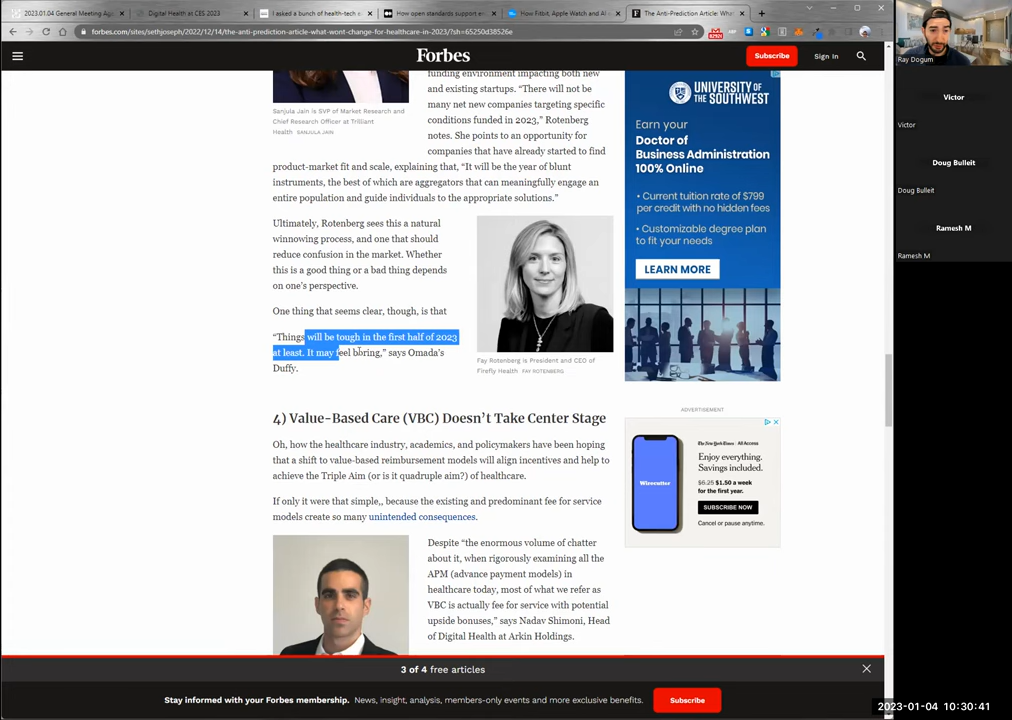 2023.01.04 General Meeting Age
Digital Health at CES 2023
I asked a bunch of health-tech e
How open standards support e
How Fitbit, Apple Watch and AI
The Anti-Prediction Article: Wha
forbes.com/sites/sethjoseph/2022/12/14/the-anti-prediction-article-what-wont-change-for-healthcare-in-2023/?sh=65250d38526e
Forbes
Subscribe
Sign In
Sanjula Jain is SVP of Market Research and
Chief Research Officer at Trilliant
Health SANJULA JAIN
funding environment impacting both new
and existing startups. “There will not be
many net new companies targeting specific
conditions funded in 2023,” Rotenberg
notes. She points to an opportunity for
companies that have already started to find
product-market fit and scale, explaining that, “It will be the year of blunt
instruments, the best of which are aggregators that can meaningfully engage an
entire population and guide individuals to the appropriate solutions.”
Ultimately, Rotenberg sees this a natural
winnowing process, and one that should
reduce confusion in the market. Whether
this is a good thing or a bad thing depends
on one’s perspective.
One thing that seems clear, though, is that
“Things will be tough in the first half of 2023
at least. It may feel boring,” says Omada’s
Duffy.
Fay Rotenberg is President and CEO of
Firefly Health FAY ROTENBERG
4) Value-Based Care (VBC) Doesn’t Take Center Stage
Oh, how the healthcare industry, academics, and policymakers have been hoping
that a shift to value-based reimbursement models will align incentives and help to
achieve the Triple Aim (or is it quadruple aim?) of healthcare.
If only it were that simple,, because the existing and predominant fee for service
models create so many unintended consequences.
Despite “the enormous volume of chatter
about it, when rigorously examining all the
APM (advance payment models) in
healthcare today, most of what we refer as
VBC is actually fee for service with potential
upside bonuses,” says Nadav Shimoni, Head
of Digital Health at Arkin Holdings.
UNIVERSITY
OF THE SOUTHWEST
Earn your
Doctor of
Business Administration
100% Online
• Current tuition rate of $799
per credit with no hidden fees
• Customizable degree plan
to fit your needs
LEARN MORE
ADVERTISEMENT
The New York Times All Access
Enjoy everything.
Savings included.
$6.25 $1.50 a week
for the first year.
SUBSCRIBE NOW
Cancel or pause anytime.
Wirecutter
3 of 4 free articles
Stay informed with your Forbes membership. News, insight, analysis, members-only events and more exclusive benefits.
Subscribe
Ray Dogum
Victor
Victor
Doug Bulleit
Doug Bulleit
Ramesh M
Ramesh M
2023-01-04 10:30:41